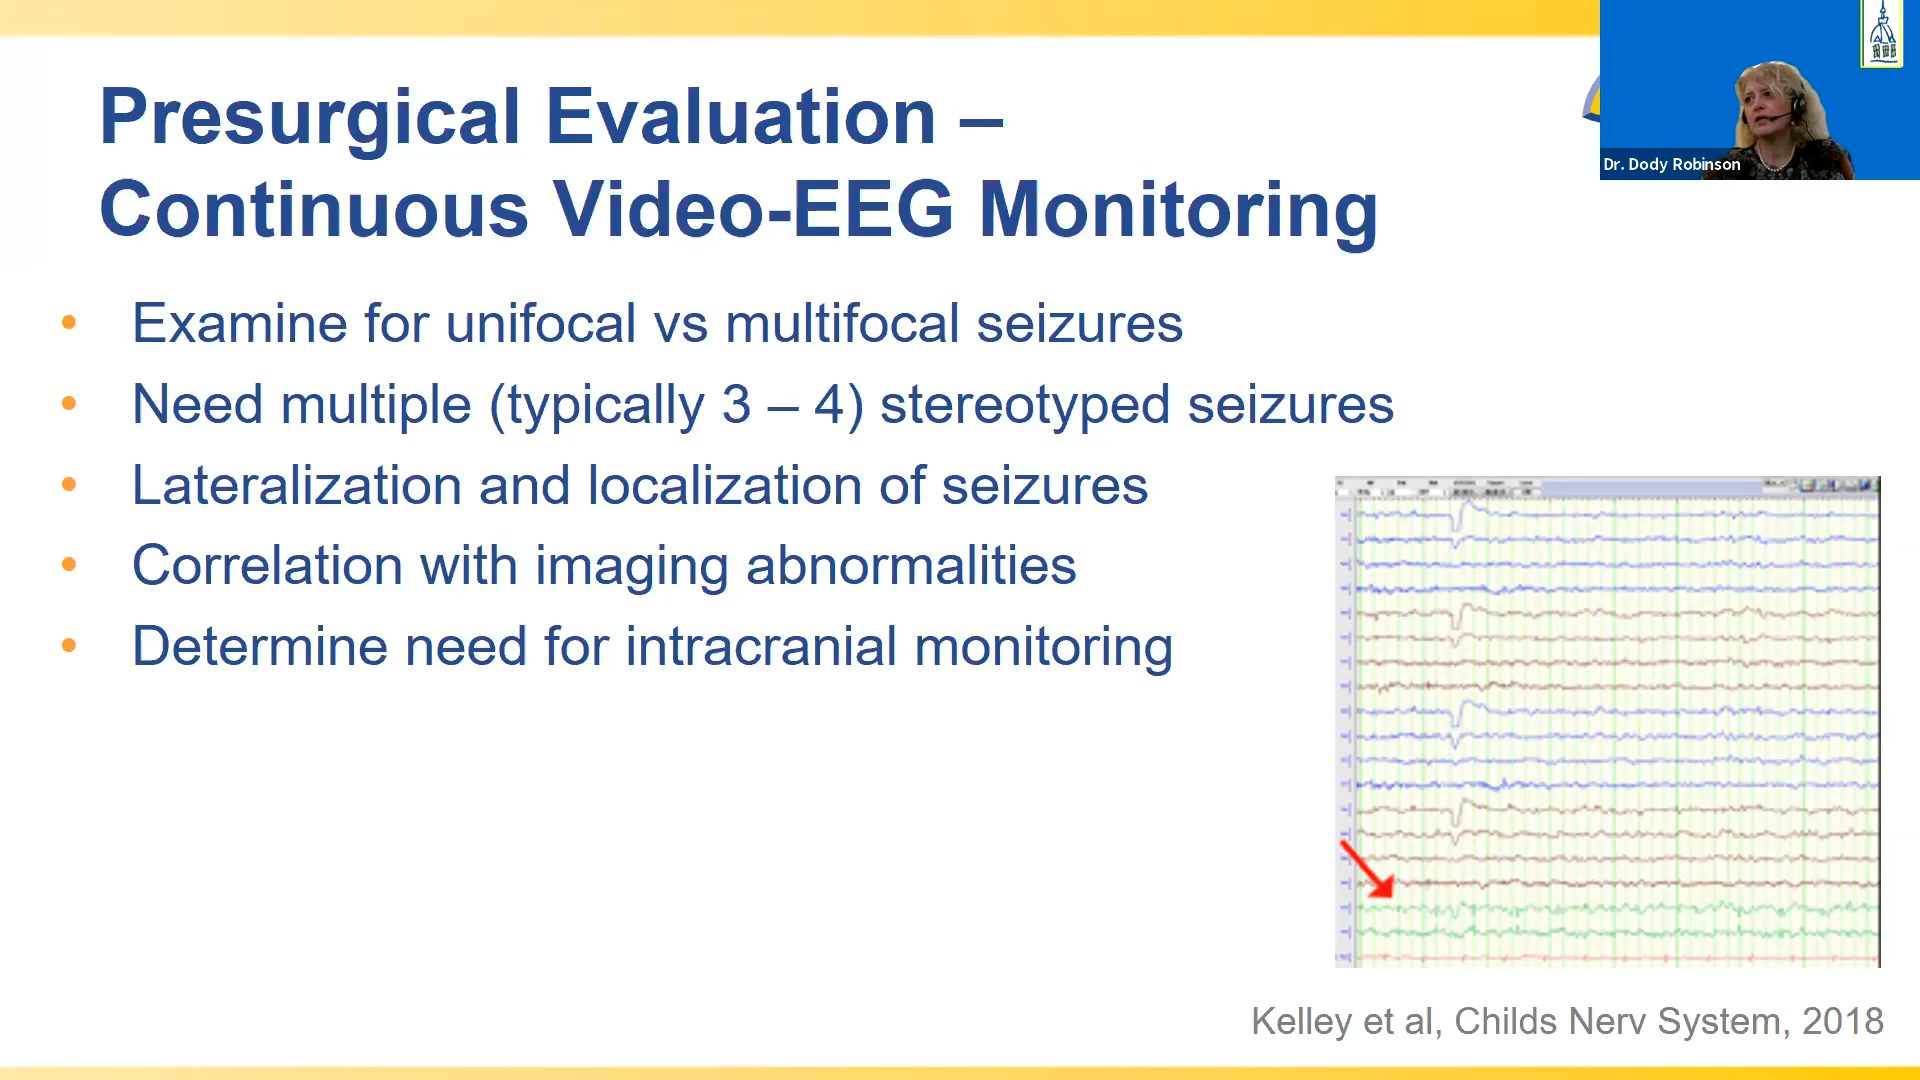 Presurgical Evaluation –
Continuous Video-EEG Monitoring
Dr. Dody Robinson
• Examine for unifocal vs multifocal seizures
• Need multiple (typically 3 – 4) stereotyped seizures
• Lateralization and localization of seizures
• Correlation with imaging abnormalities
• Determine need for intracranial monitoring
Kelley et al, Childs Nerv System, 2018